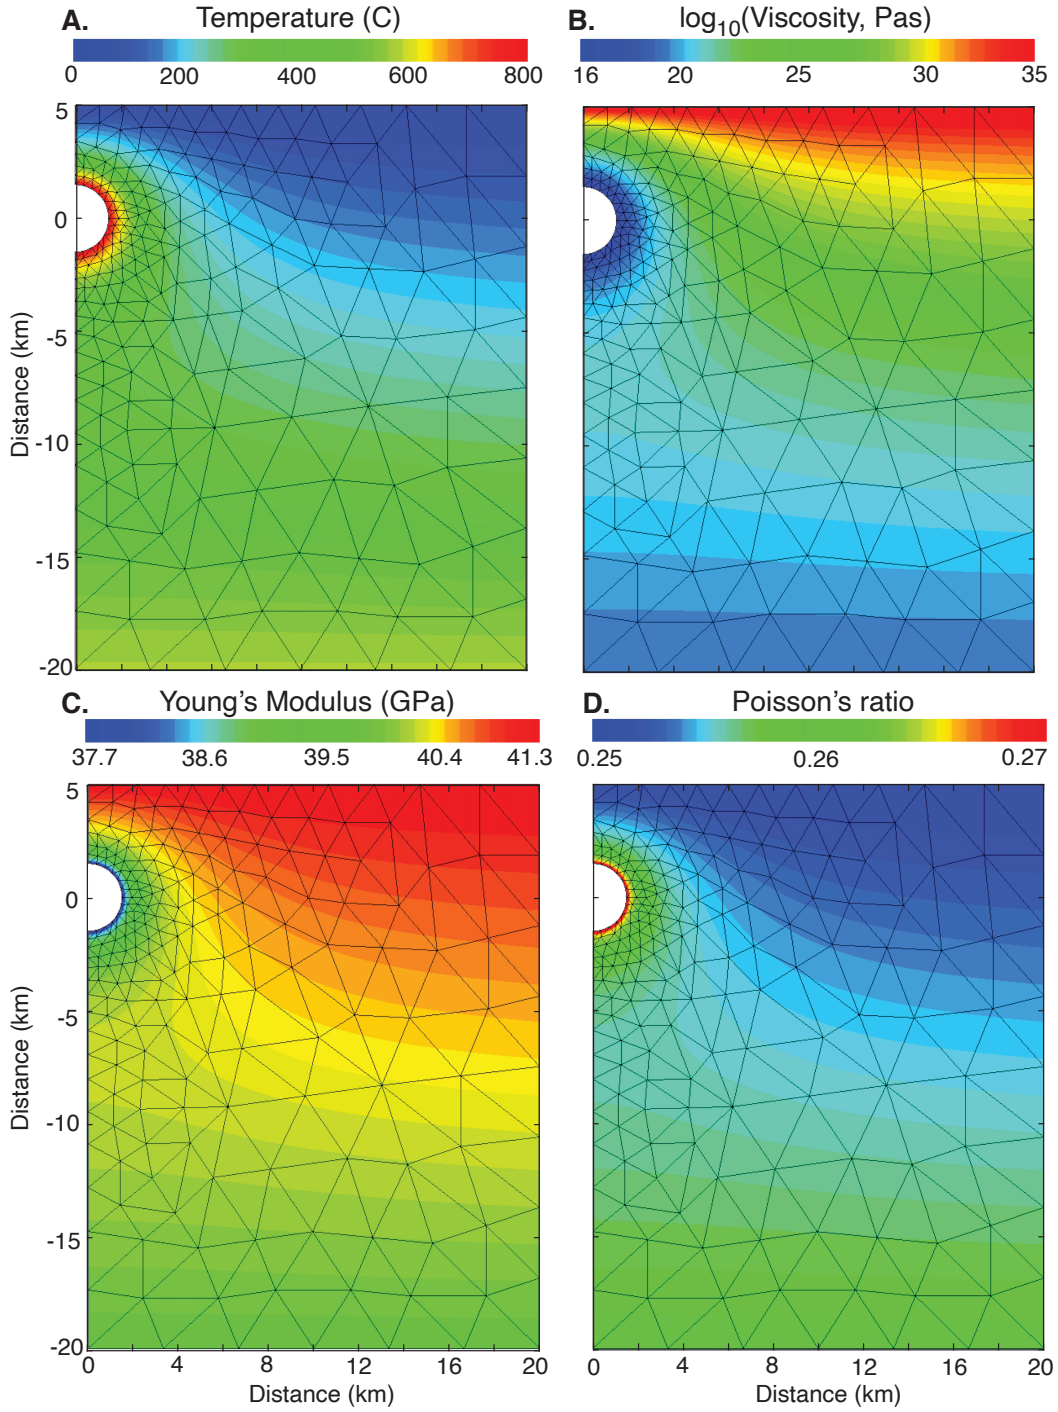 A. Temperature (C)
0 200 400 600 800
B. log10(Viscosity, Pas)
16 20 25 30 35
5
0
-5
-10
-15
-20
Distance (km)
C. Young's Modulus (GPa)
37.7 38.6 39.5 40.4 41.3
D. Poisson's ratio
0.25 0.26 0.27
5
0
-5
-10
-15
-20
Distance (km)
0 4 8 12 16 20
Distance (km)
0 4 8 12 16 20
Distance (km)